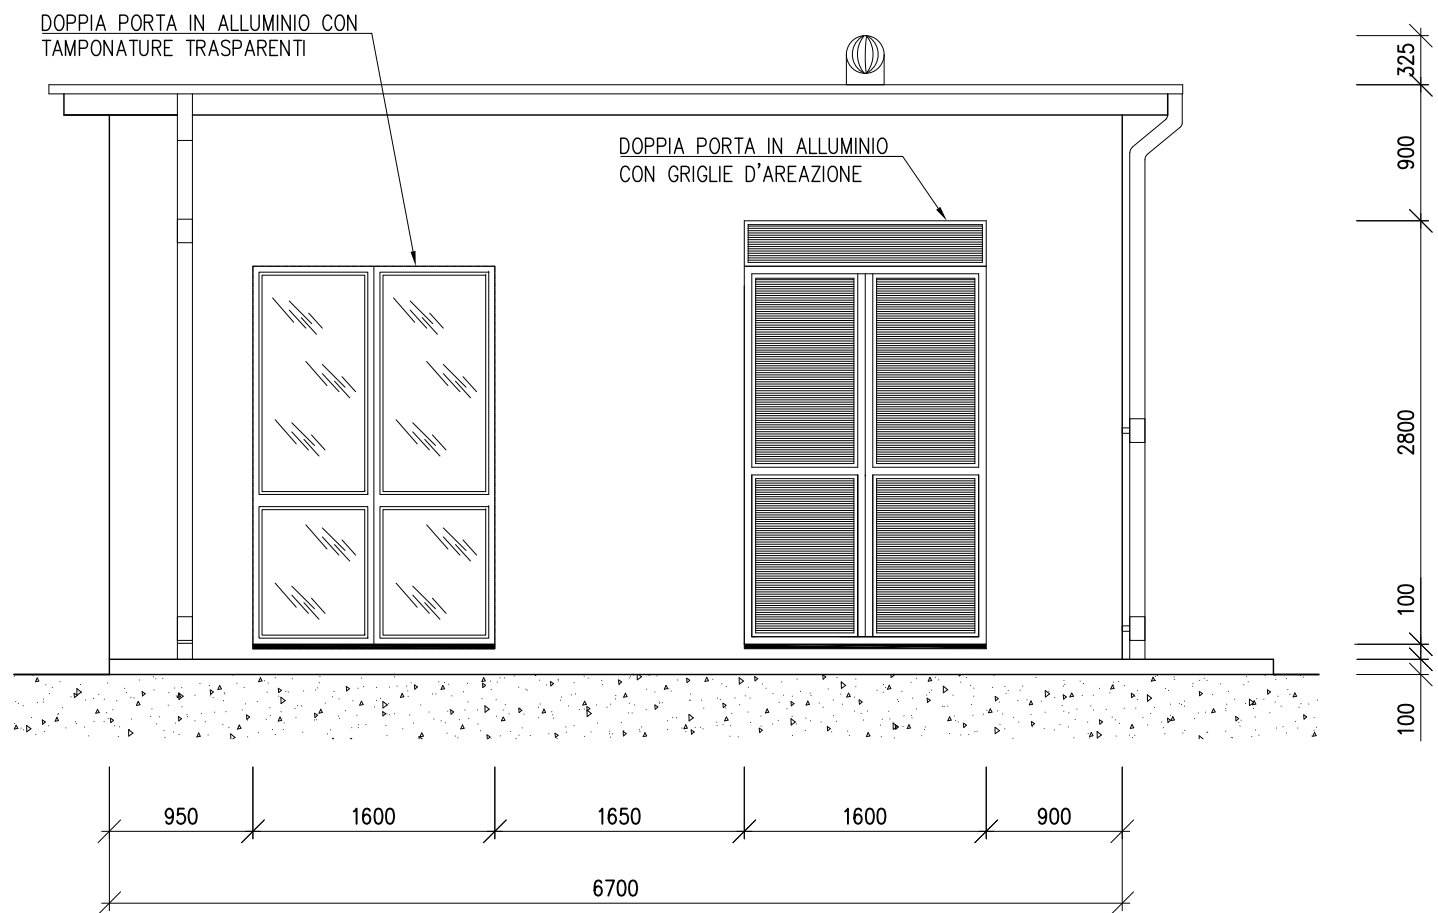 DOPPIA PORTA IN ALLUMINIO CON
TAMPONATURE TRASPARENTI
DOPPIA PORTA IN ALLUMINIO
CON GRIGLIE D'AREAZIONE
325
900
2800
100
100
950
1600
1650
1600
900
6700